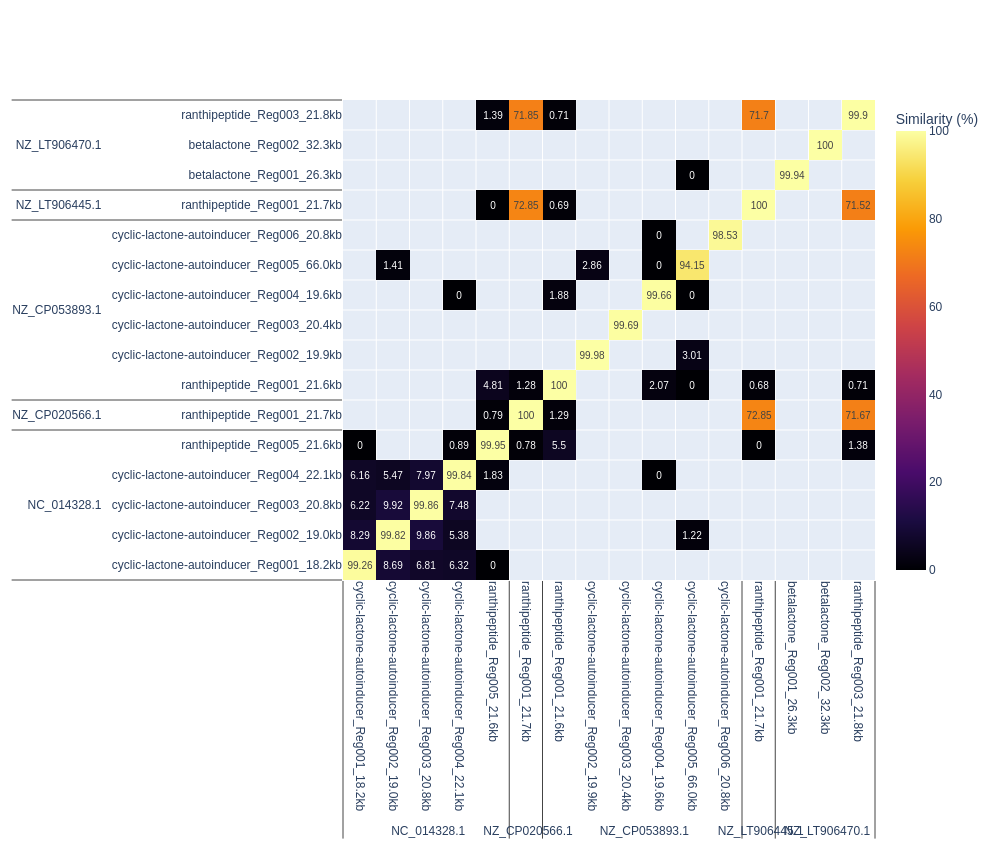 Similarity (%)
100
80
60
40
20
0
NZ_LT906470.1
ranthipeptide_Reg003_21.8kb 1.39 71.85 0.71 71.7 99.9
betalactone_Reg002_32.3kb 100
betalactone_Reg001_26.3kb 0 99.94
NZ_LT906445.1
ranthipeptide_Reg001_21.7kb 0 72.85 0.69 100 71.52
NZ_CP053893.1
cyclic-lactone-autoinducer_Reg006_20.8kb 0 98.53
cyclic-lactone-autoinducer_Reg005_66.0kb 1.41 2.86 0 94.15
cyclic-lactone-autoinducer_Reg004_19.6kb 0 1.88 99.66 0
cyclic-lactone-autoinducer_Reg003_20.4kb 99.69
cyclic-lactone-autoinducer_Reg002_19.9kb 99.98 3.01
ranthipeptide_Reg001_21.6kb 4.81 1.28 100 2.07 0 0.68 0.71
NZ_CP020566.1
ranthipeptide_Reg001_21.7kb 0.79 100 1.29 72.85 71.67
NC_014328.1
ranthipeptide_Reg005_21.6kb 0 0.89 99.95 0.78 5.5 0 1.38
cyclic-lactone-autoinducer_Reg004_22.1kb 6.16 5.47 7.97 99.84 1.83 0
cyclic-lactone-autoinducer_Reg003_20.8kb 6.22 9.92 99.86 7.48
cyclic-lactone-autoinducer_Reg002_19.0kb 8.29 99.82 9.86 5.38 1.22
cyclic-lactone-autoinducer_Reg001_18.2kb 99.26 8.69 6.81 6.32 0
cyclic-lactone-autoinducer_Reg001_18.2kb
cyclic-lactone-autoinducer_Reg002_19.0kb
cyclic-lactone-autoinducer_Reg003_20.8kb
cyclic-lactone-autoinducer_Reg004_22.1kb
ranthipeptide_Reg005_21.6kb
ranthipeptide_Reg001_21.7kb
ranthipeptide_Reg001_21.6kb
cyclic-lactone-autoinducer_Reg002_19.9kb
cyclic-lactone-autoinducer_Reg003_20.4kb
cyclic-lactone-autoinducer_Reg004_19.6kb
cyclic-lactone-autoinducer_Reg005_66.0kb
cyclic-lactone-autoinducer_Reg006_20.8kb
ranthipeptide_Reg001_21.7kb
betalactone_Reg001_26.3kb
betalactone_Reg002_32.3kb
ranthipeptide_Reg003_21.8kb
NC_014328.1 NZ_CP020566.1 NZ_CP053893.1 NZ_LT906445.1 NZ_LT906470.1